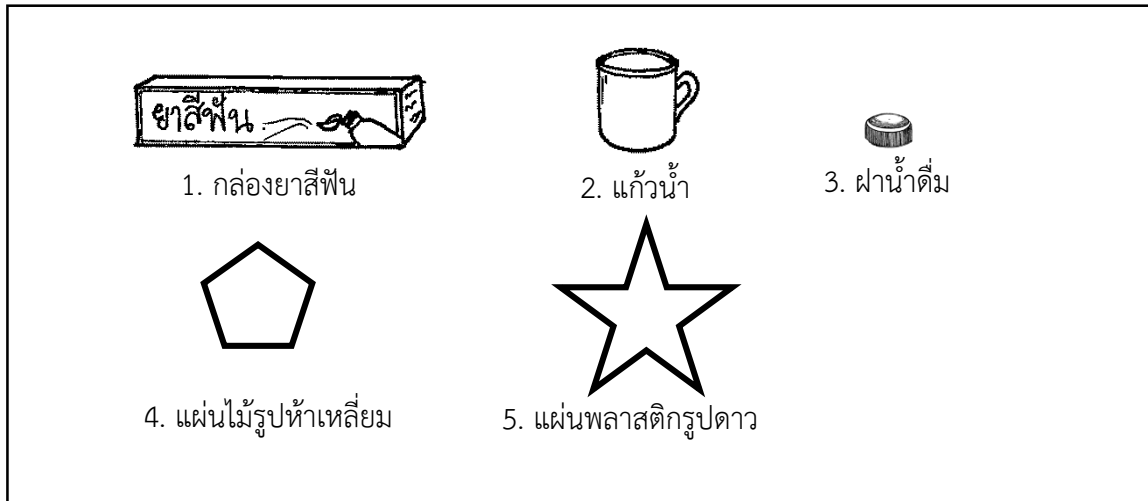 ยาสีฟัน
1. กล่องยาสีฟัน
2. แก้วน้ำ
3. ฝาน้ำดื่ม
4. แผ่นไม้รูปห้าเหลี่ยม
5. แผ่นพลาสติกรูปดาว